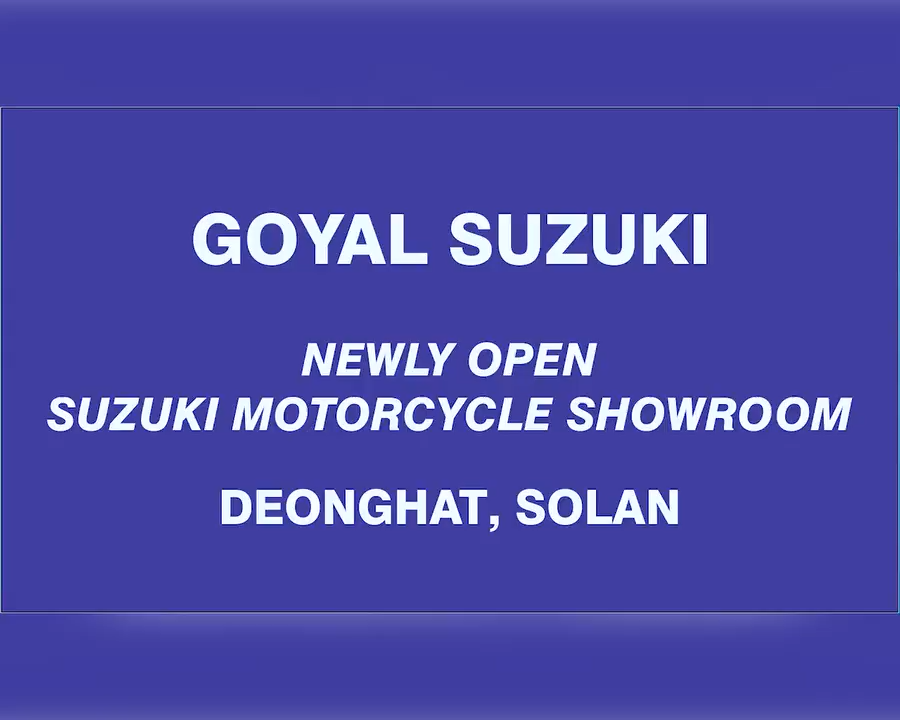 GOYAL SUZUKI
NEWLY OPEN
SUZUKI MOTORCYCLE SHOWROOM
DEONGHAT, SOLAN